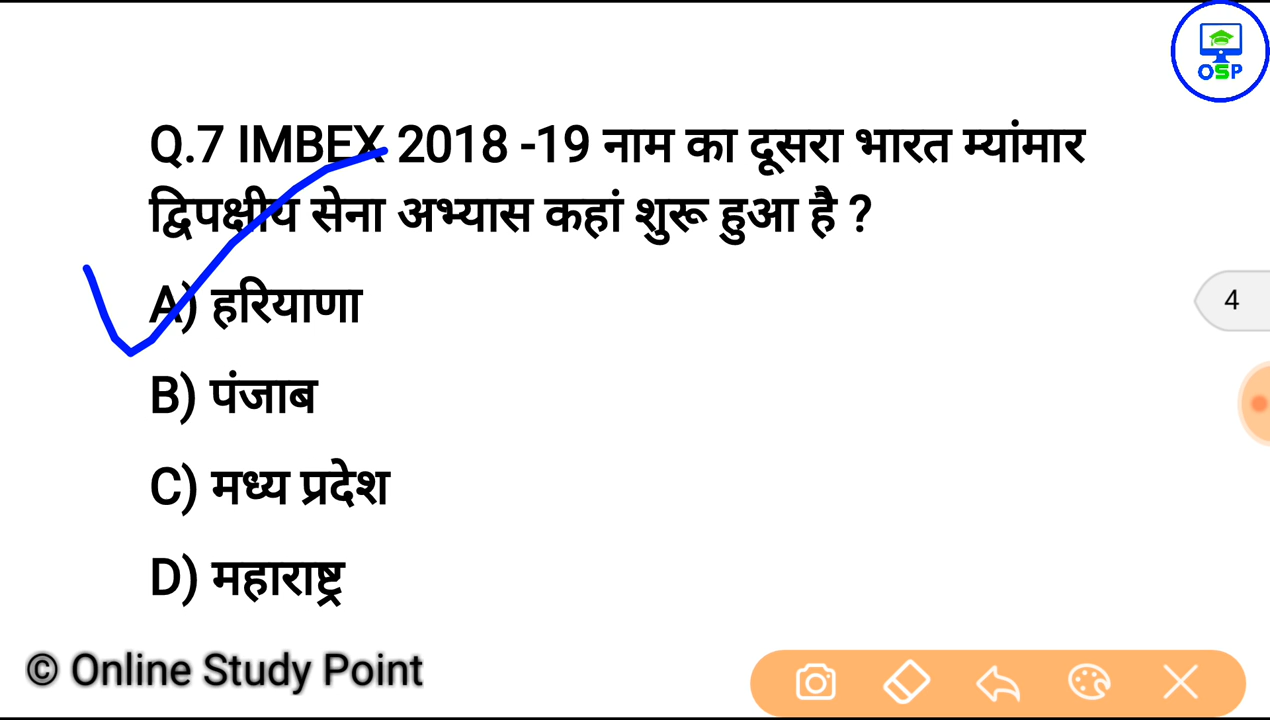 OSP
Q.7 IMBEX 2018 -19 नाम का दूसरा भारत म्यांमार
द्विपक्षीय सेना अभ्यास कहां शुरू हुआ है ?
A) हरियाणा
4
B) पंजाब
C) मध्य प्रदेश
D) महाराष्ट्र
© Online Study Point